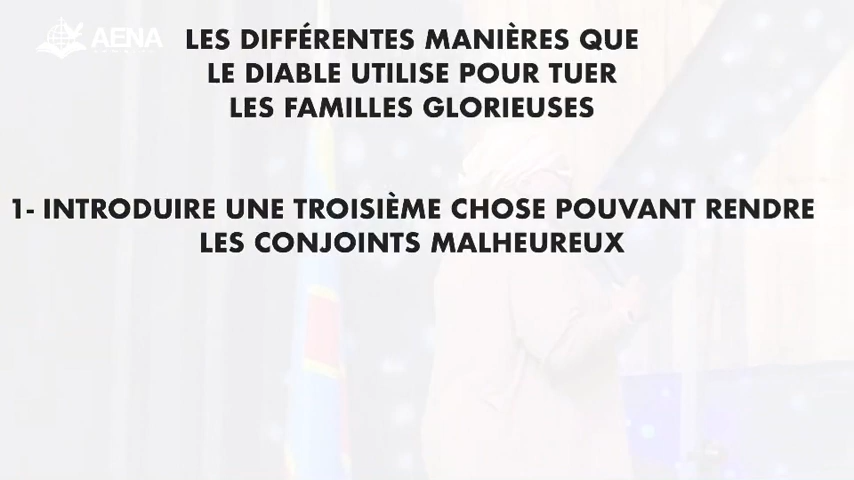 AENA
LES DIFFÉRENTES MANIÈRES QUE
LE DIABLE UTILISE POUR TUER
LES FAMILLES GLORIEUSES
1- INTRODUIRE UNE TROISIÈME CHOSE POUVANT RENDRE
LES CONJOINTS MALHEUREUX